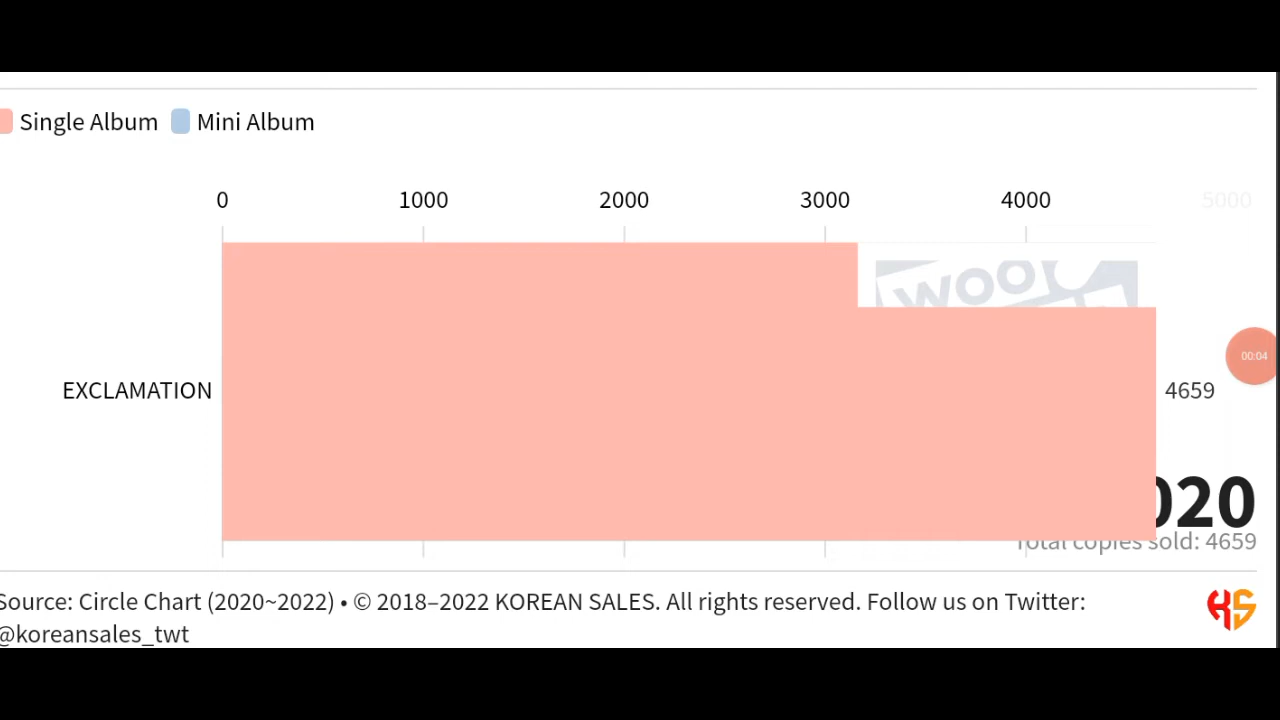 Single Album Mini Album
0 1000 2000 3000 4000 5000
WOO
EXCLAMATION 4659
00:04
020
Total copies sold: 4659
Source: Circle Chart (2020~2022) • © 2018–2022 KOREAN SALES. All rights reserved. Follow us on Twitter:
@koreansales_twt
KS